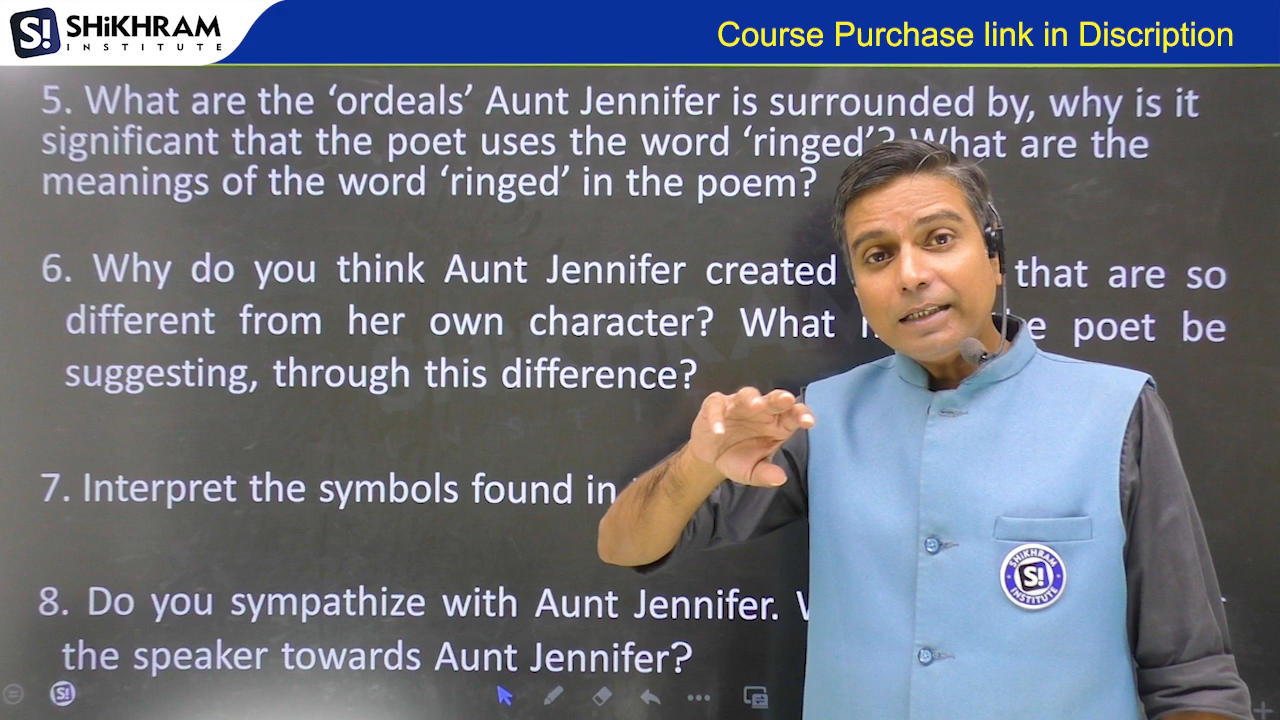 S! SHiKHRAM
INSTITUTE
Course Purchase link in Discription
5. What are the ‘ordeals’ Aunt Jennifer is surrounded by, why is it
significant that the poet uses the word ‘ringed’? What are the
meanings of the word ‘ringed’ in the poem?
6. Why do you think Aunt Jennifer created that are so
different from her own character? What poet be
suggesting, through this difference?
7. Interpret the symbols found in
8. Do you sympathize with Aunt Jennifer.
the speaker towards Aunt Jennifer?
SHIKHRAM
S!
INSTITUTE
S!